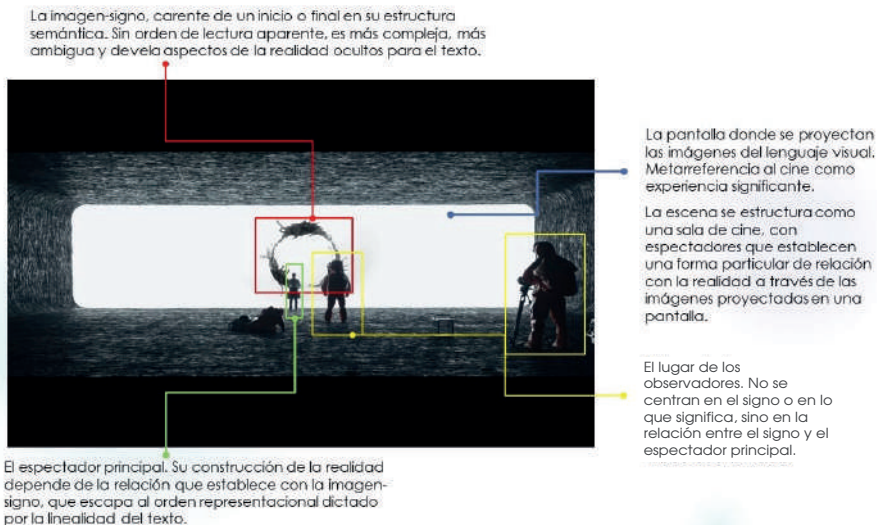 La imagen-signo, carente de un inicio o final en su estructura
semántica. Sin orden de lectura aparente, es más compleja, más
ambigua y devela aspectos de la realidad ocultos para el texto.
La pantalla donde se proyectan
las imágenes del lenguaje visual.
Metarreferencia al cine como
experiencia significante.
La escena se estructura como
una sala de cine, con
espectadores que establecen
una forma particular de relación
con la realidad a través de las
imágenes proyectadas en una
pantalla.
El lugar de los
observadores. No se
centran en el signo o en lo
que significa, sino en la
relación entre el signo y el
espectador principal.
El espectador principal. Su construcción de la realidad
depende de la relación que establece con la imagen-
signo, que escapa al orden representacional dictado
por la linealidad del texto.